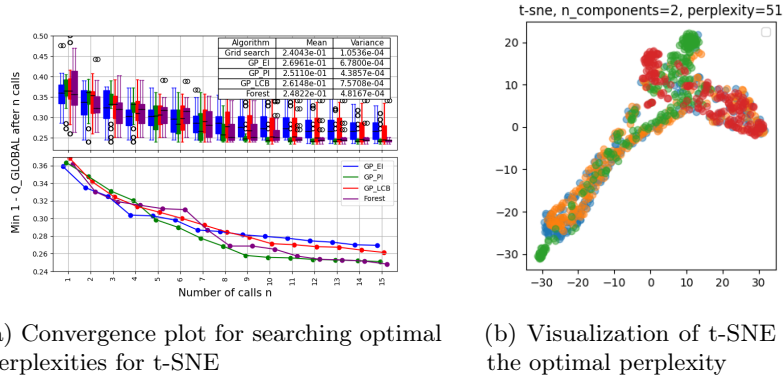 0.50
0.45
0.40
0.35
0.30
0.25
Algorithm Mean Variance
Grid search 2.4043e-01 1.0536e-04
GP_EI 2.6961e-01 6.7800e-04
GP_PI 2.5110e-01 4.3857e-04
GP_LCB 2.6148e-01 7.5708e-04
Forest 2.4822e-01 4.8167e-04
Min 1 - Q_GLOBAL after n calls
0.36
0.34
0.32
0.30
0.28
0.26
0.24
GP_EI
GP_PI
GP_LCB
Forest
1 2 3 4 5 6 7 8 9 10 11 12 13 14 15
Number of calls n
) Convergence plot for searching optimal
erplexities for t-SNE
t-sne, n_components=2, perplexity=51
20
10
0
−10
−20
−30
−30 −20 −10 0 10 20 30
(b) Visualization of t-SNE
the optimal perplexity